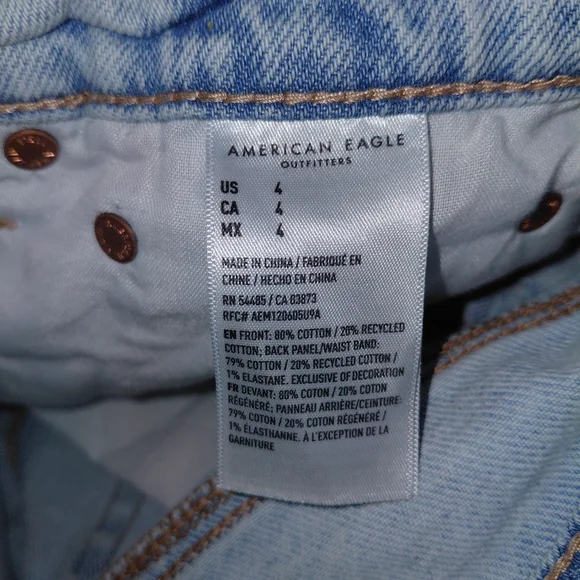 AMERICAN EAGLE
OUTFITTERS
US 4
CA 4
MX 4
MADE IN CHINA / FABRIQUÉ EN
CHINE / HECHO EN CHINA
RN 54485 / CA 03873
RFC# AEM120605U9A
EN FRONT: 80% COTTON / 20% RECYCLED
COTTON; BACK PANEL/WAIST BAND:
79% COTTON / 20% RECYCLED COTTON /
1% ELASTANE. EXCLUSIVE OF DECORATION
FR DEVANT: 80% COTON / 20% COTON
RÉGÉNÉRÉ; PANNEAU ARRIÈRE/CEINTURE:
79% COTON / 20% COTON RÉGÉNÉRÉ /
1% ÉLASTHANNE. À L'EXCEPTION DE LA
GARNITURE